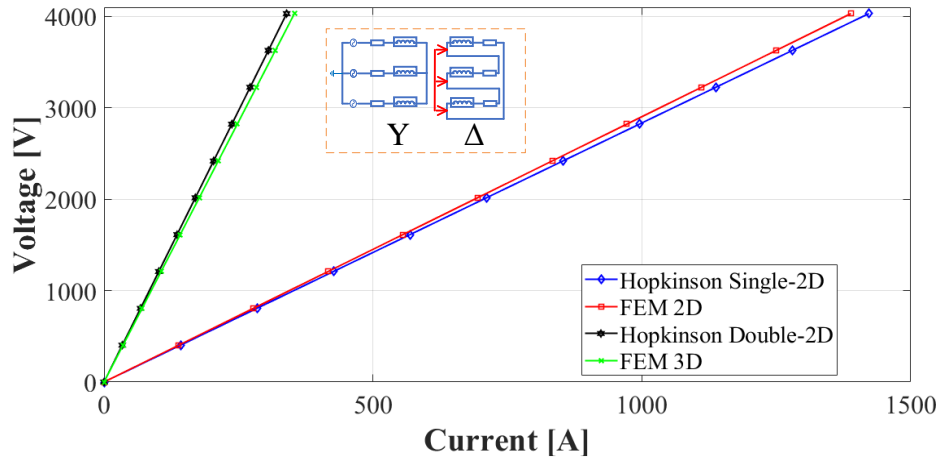 4000
3000
2000
1000
0
Voltage [V]
Y Δ
Hopkinson Single-2D
FEM 2D
Hopkinson Double-2D
FEM 3D
0 500 1000 1500
Current [A]